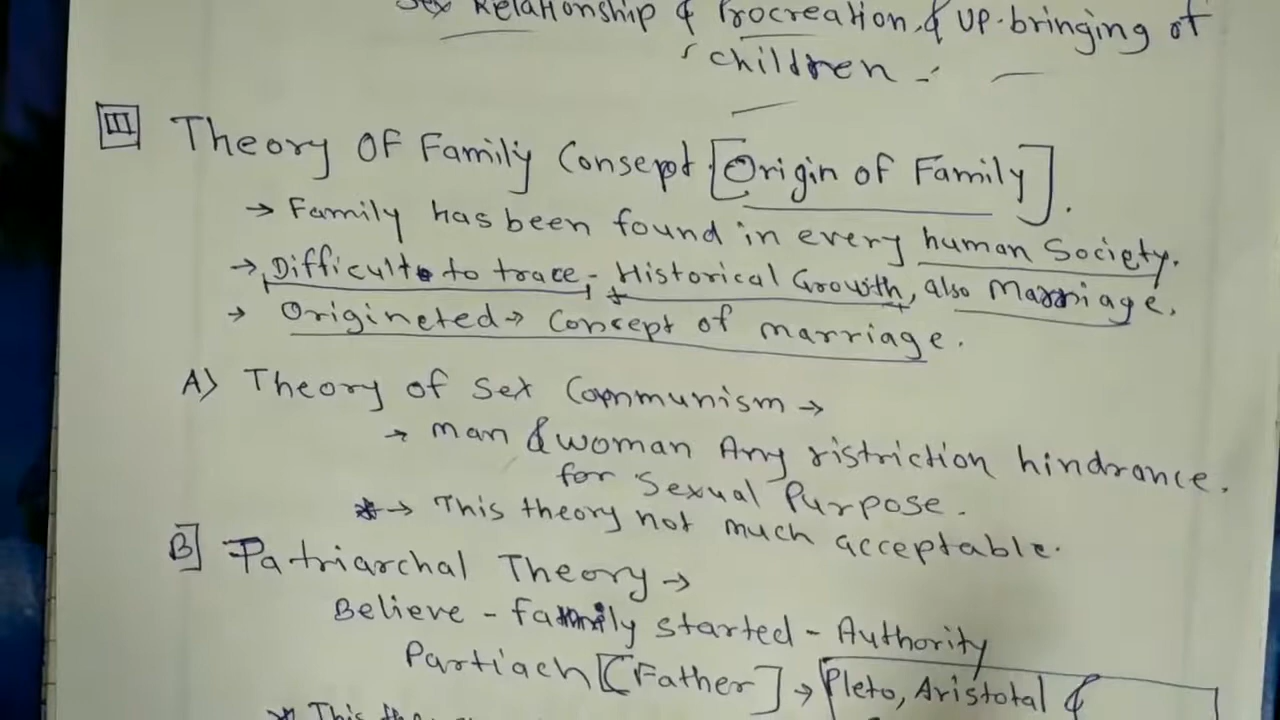 Sex Relationship & Procreation & up-bringing of
children -
III Theory Of Family Consept [Origin of Family].
→ Family has been found in every human Society.
→ Difficult to trace - Historical Growth, also Marriage.
→ Origineted → Concept of marriage.
A) Theory of Sex Communism →
→ man & woman Any ristriction hindrance.
for Sexual Purpose.
* → This theory not much acceptable.
B] Patriarchal Theory →
Believe - family started - Authority
Partiach [Father] → Pleto, Aristotal &
This